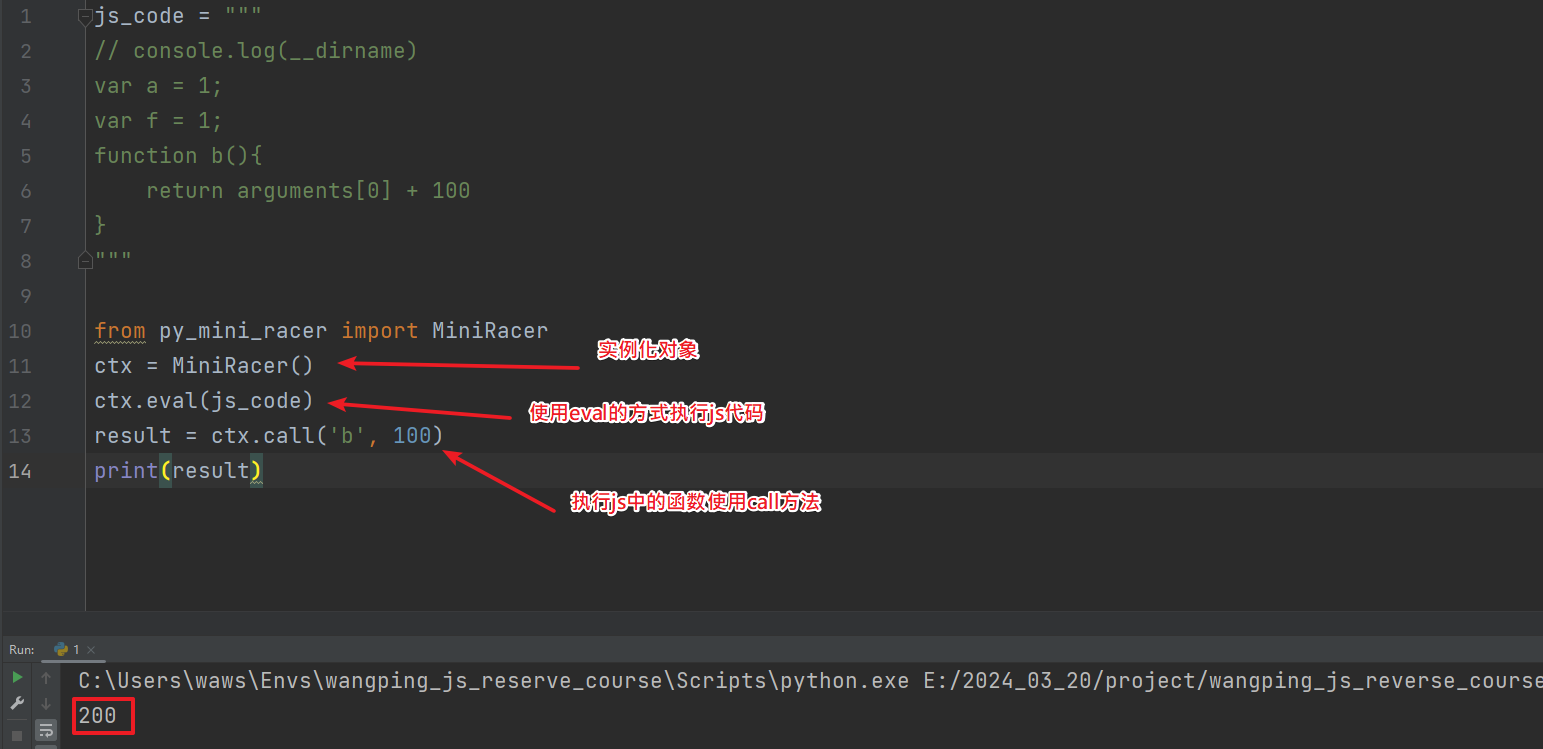 1 js_code = """
2 // console.log(__dirname)
3 var a = 1;
4 var f = 1;
5 function b(){
6 return arguments[0] + 100
7 }
8 """
9
10 from py_mini_racer import MiniRacer
实例化对象
11 ctx = MiniRacer()
12 ctx.eval(js_code)
使用eval的方式执行js代码
13 result = ctx.call('b', 100)
14 print(result)
执行js中的函数使用call方法
Run: 1
C:\Users\waws\Envs\wangping_js_reserve_course\Scripts\python.exe E:/2024_03_20/project/wangping_js_reverse_course
200